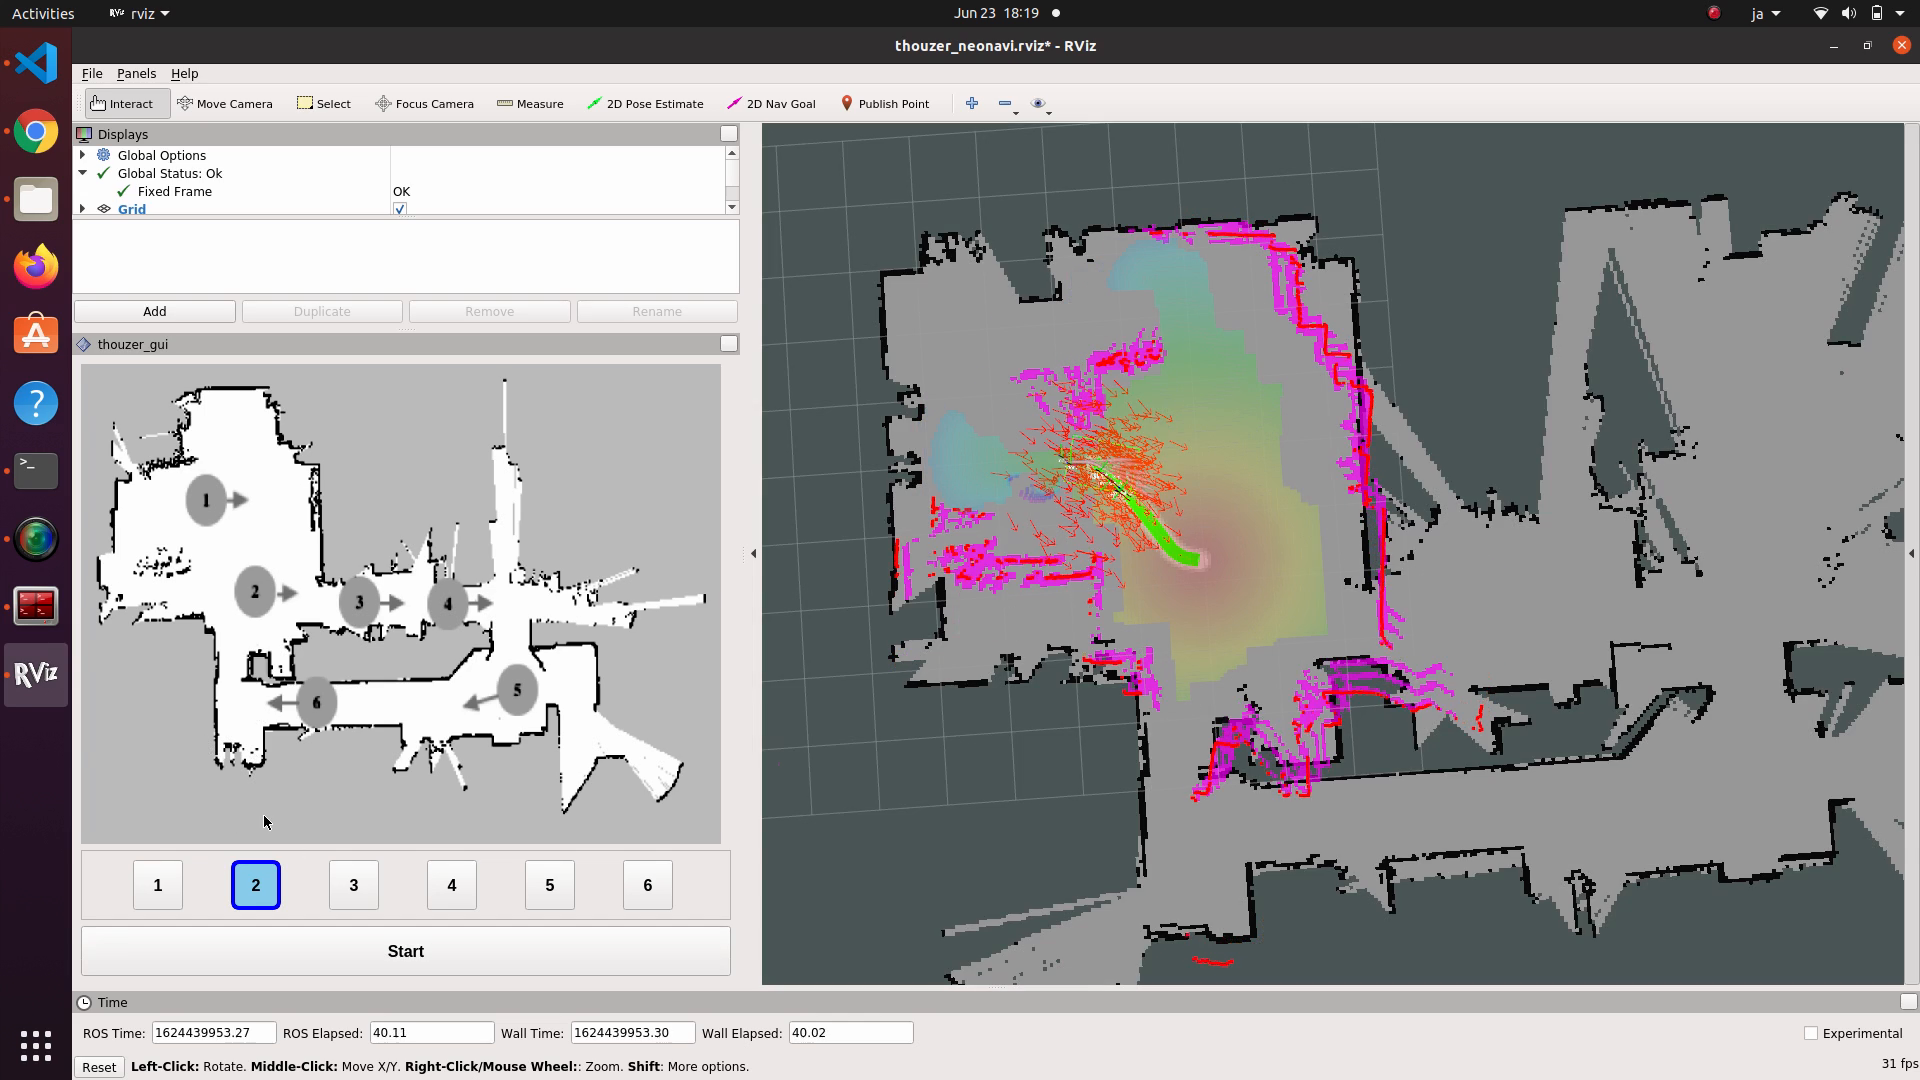 Activities
rviz
Jun 23 18:19
ja
thouzer_neonavi.rviz* - RViz
File Panels Help
Interact Move Camera Select Focus Camera Measure 2D Pose Estimate 2D Nav Goal Publish Point
Displays
Global Options
Global Status: Ok
Fixed Frame OK
Grid
Add Duplicate Remove Rename
thouzer_gui
1
2
3
4
5
6
1 2 3 4 5 6
Start
RViz
Time
ROS Time: 1624439953.27 ROS Elapsed: 40.11 Wall Time: 1624439953.30 Wall Elapsed: 40.02 Experimental
Reset Left-Click: Rotate. Middle-Click: Move X/Y. Right-Click/Mouse Wheel:: Zoom. Shift: More options. 31 fps